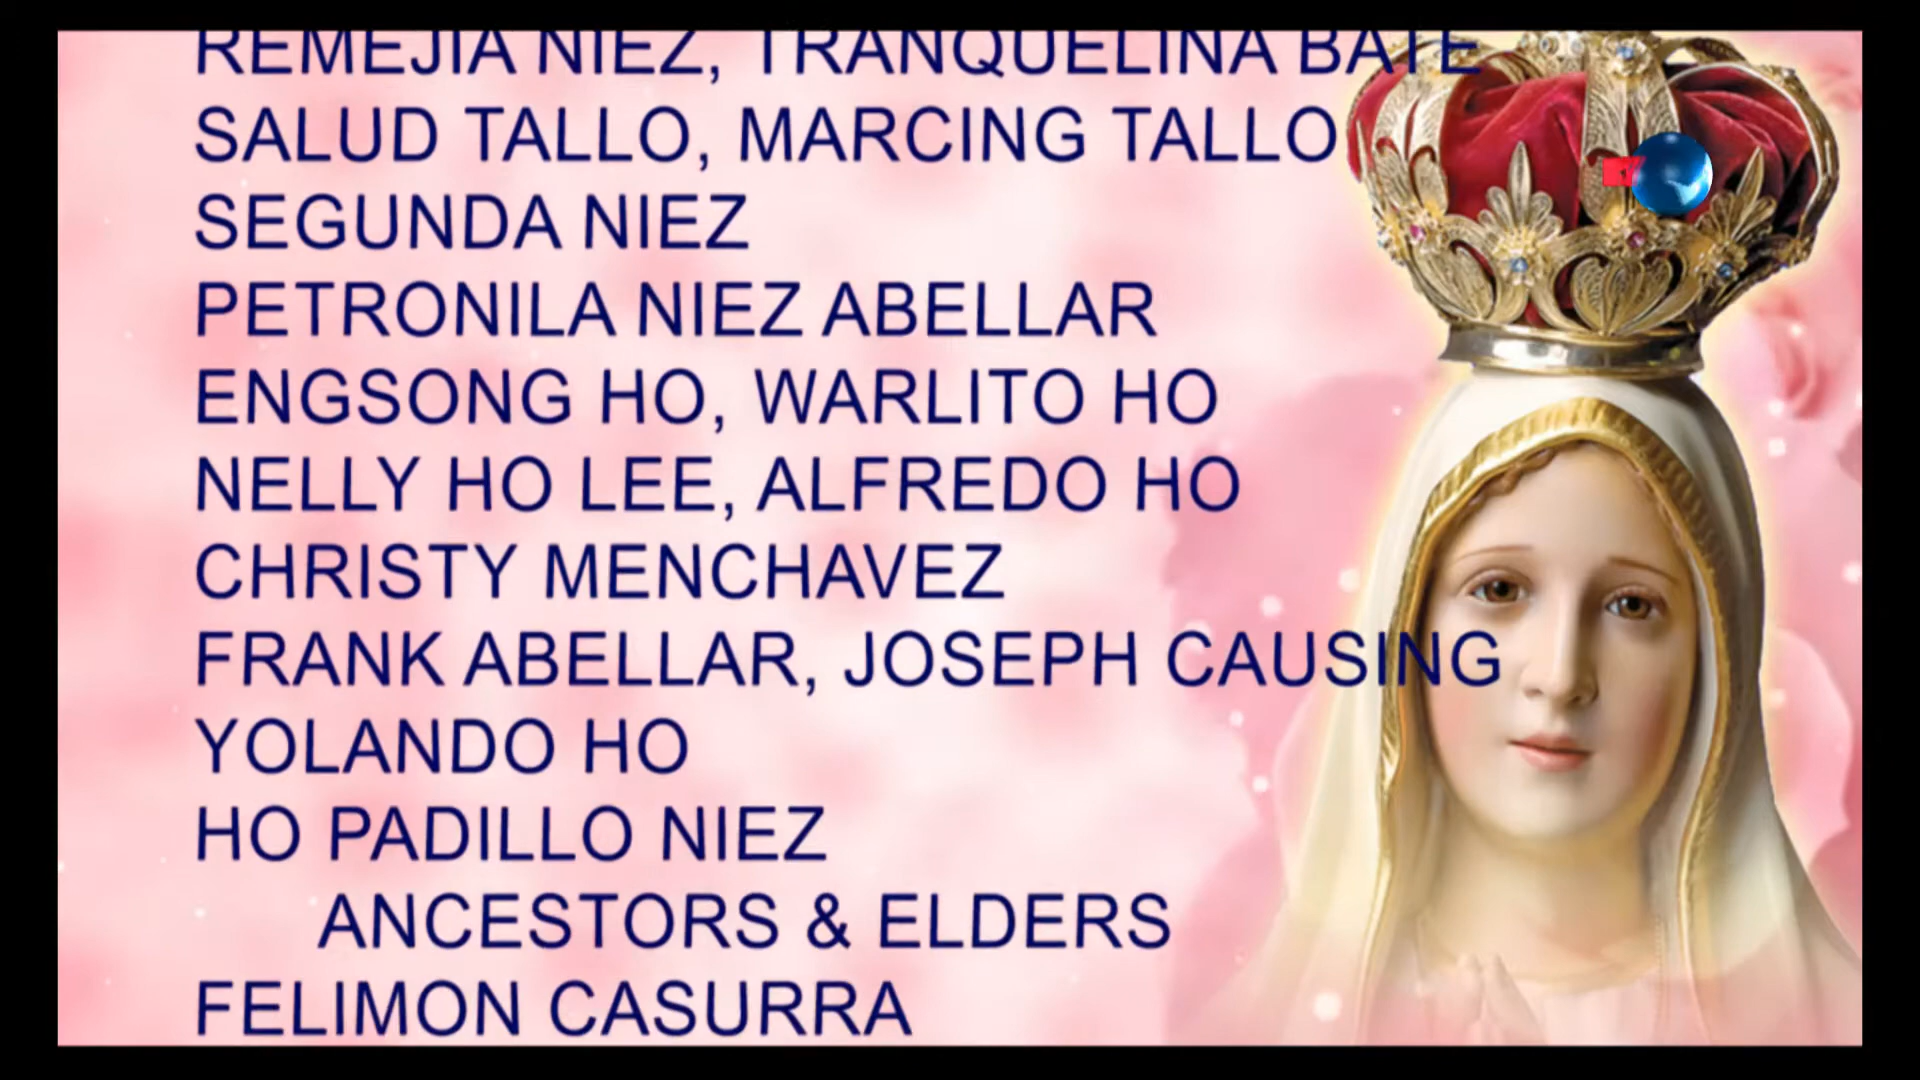 REMEJIA NIEZ, TRANQUELINA BATE
SALUD TALLO, MARCING TALLO
SEGUNDA NIEZ
PETRONILA NIEZ ABELLAR
ENGSONG HO, WARLITO HO
NELLY HO LEE, ALFREDO HO
CHRISTY MENCHAVEZ
FRANK ABELLAR, JOSEPH CAUSING
YOLANDO HO
HO PADILLO NIEZ
ANCESTORS & ELDERS
FELIMON CASURRA